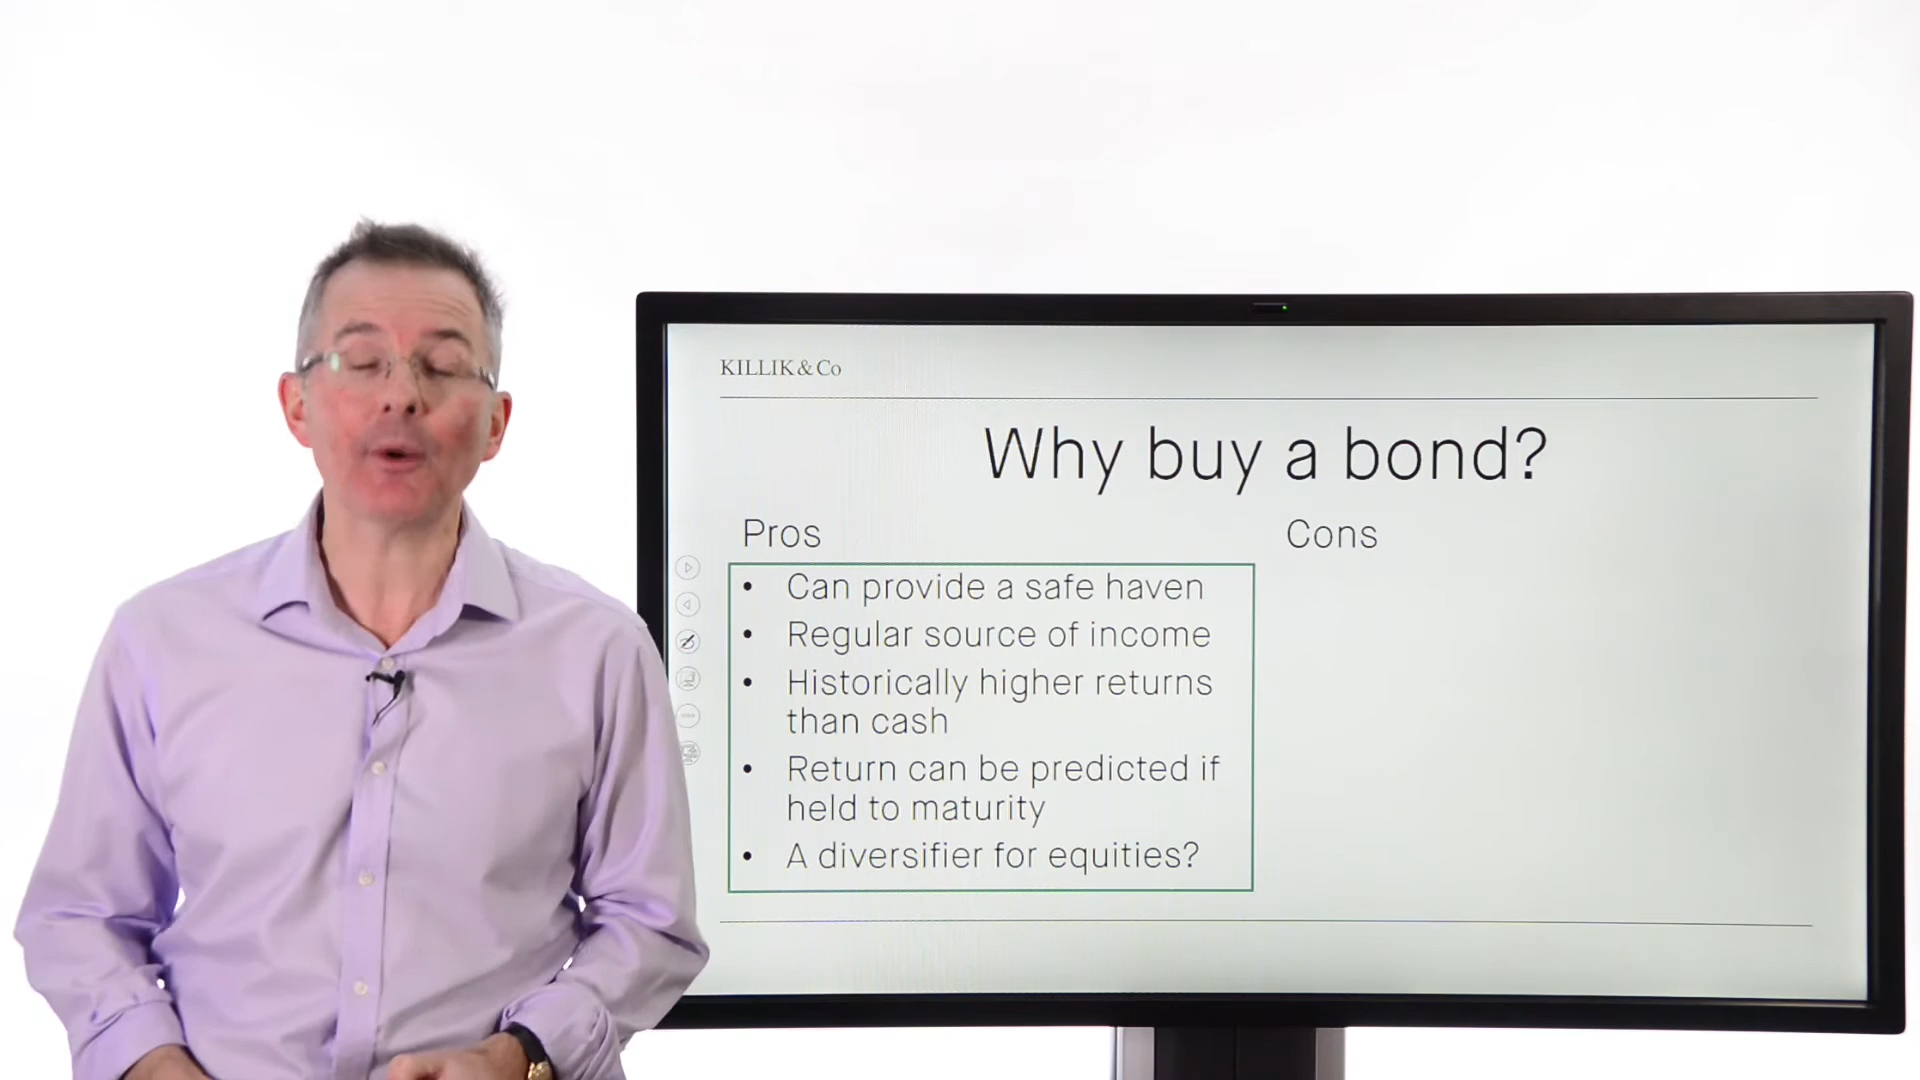 KILLIK & Co
Why buy a bond?
Pros
• Can provide a safe haven
• Regular source of income
• Historically higher returns
than cash
• Return can be predicted if
held to maturity
• A diversifier for equities?
Cons